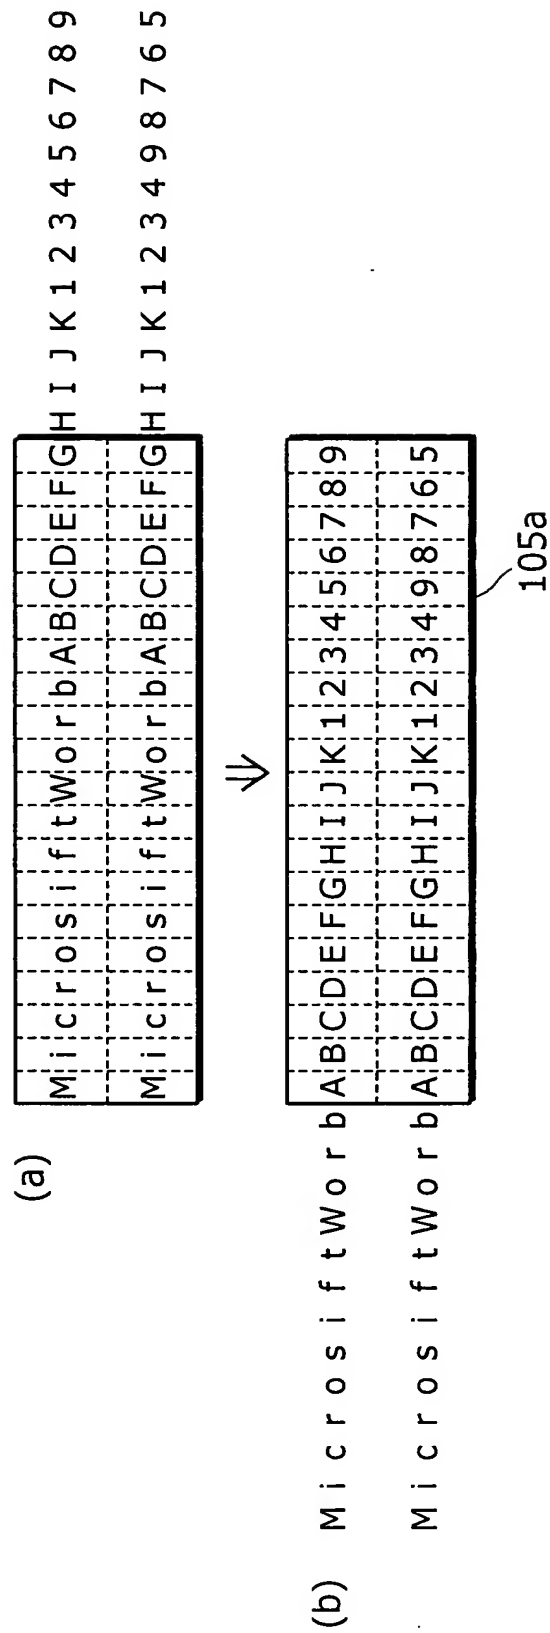 (a)
MicrosiftWorbABCDEFGHIJK123456789
MicrosiftWorbABCDEFGHIJK123498765
⇓
(b)
MicrosiftWorbABCDEFGHIJK123456789
MicrosiftWorbABCDEFGHIJK123498765
105a